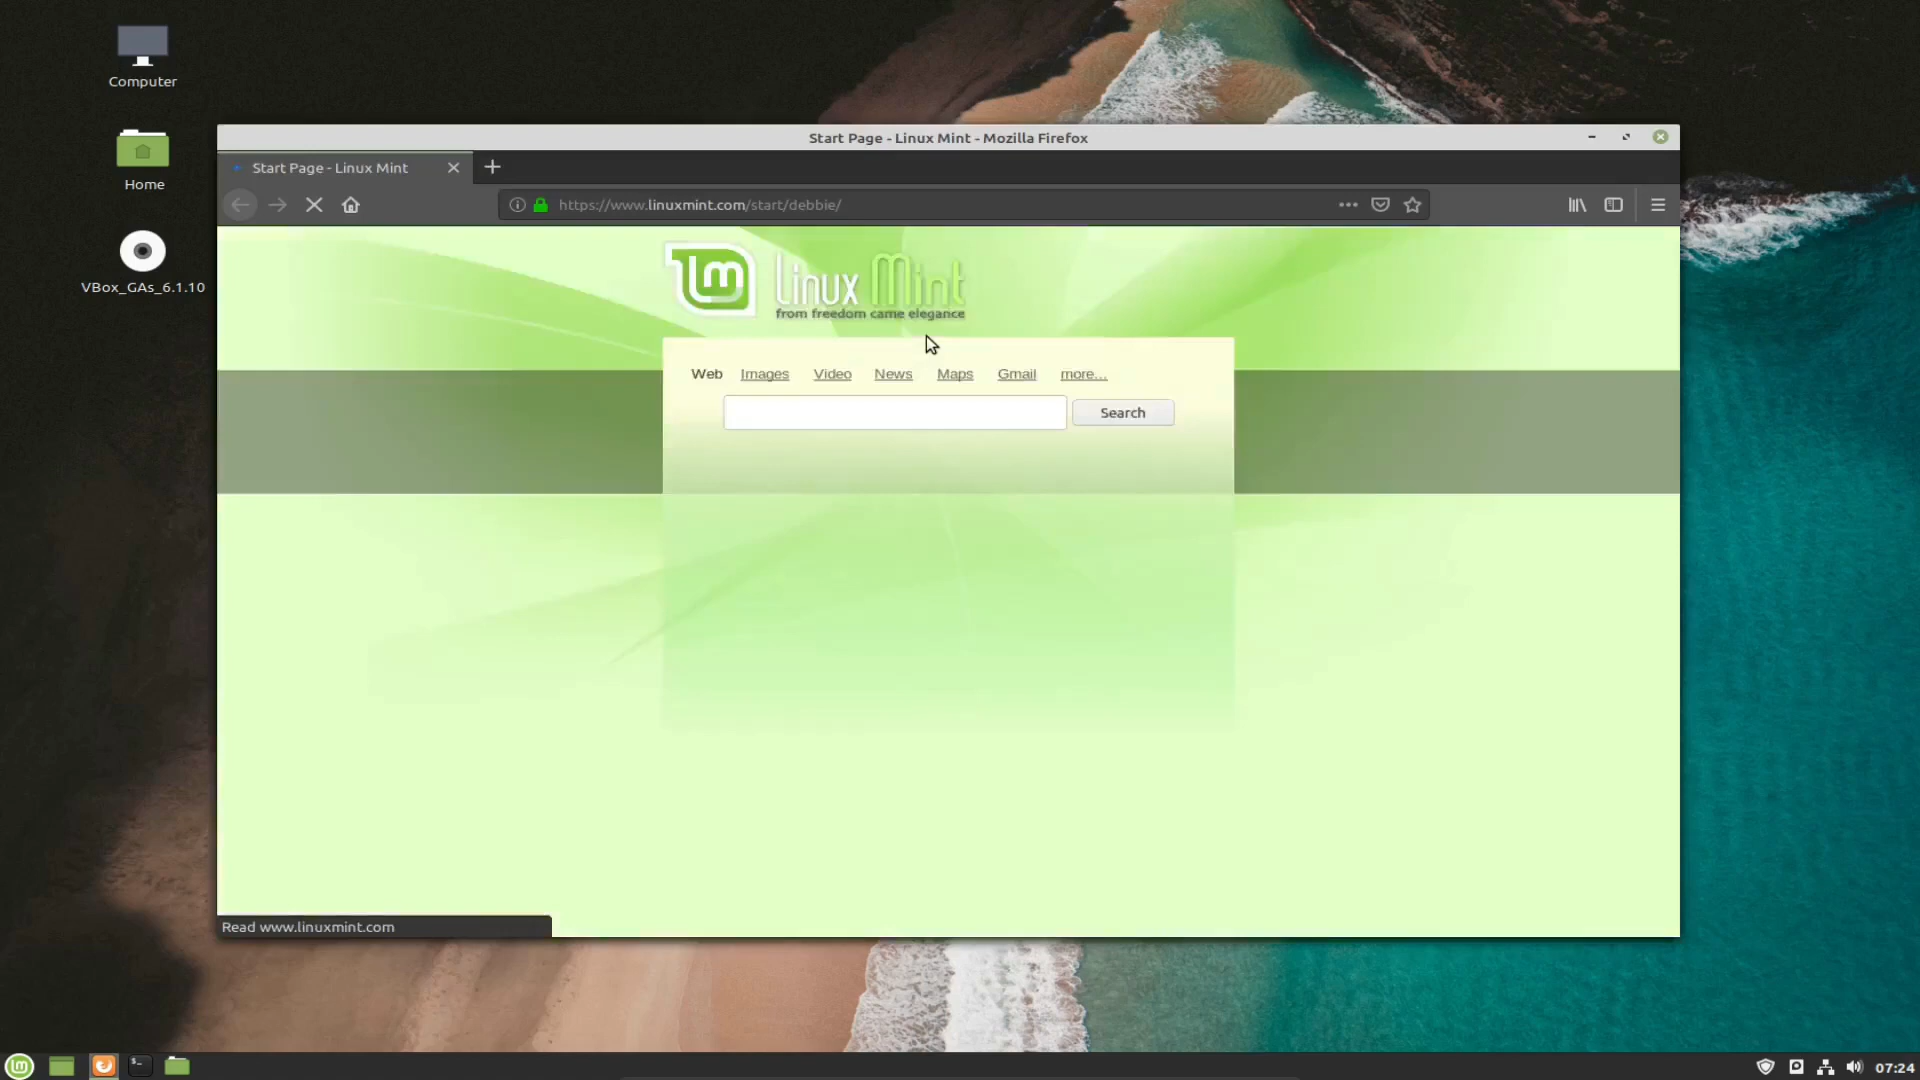 Computer
Home
VBox_GAs_6.1.10
Start Page - Linux Mint - Mozilla Firefox
Start Page - Linux Mint
https://www.linuxmint.com/start/debbie/
Linux Mint
from freedom came elegance
Web Images Video News Maps Gmail more...
Search
Read www.linuxmint.com
07:24